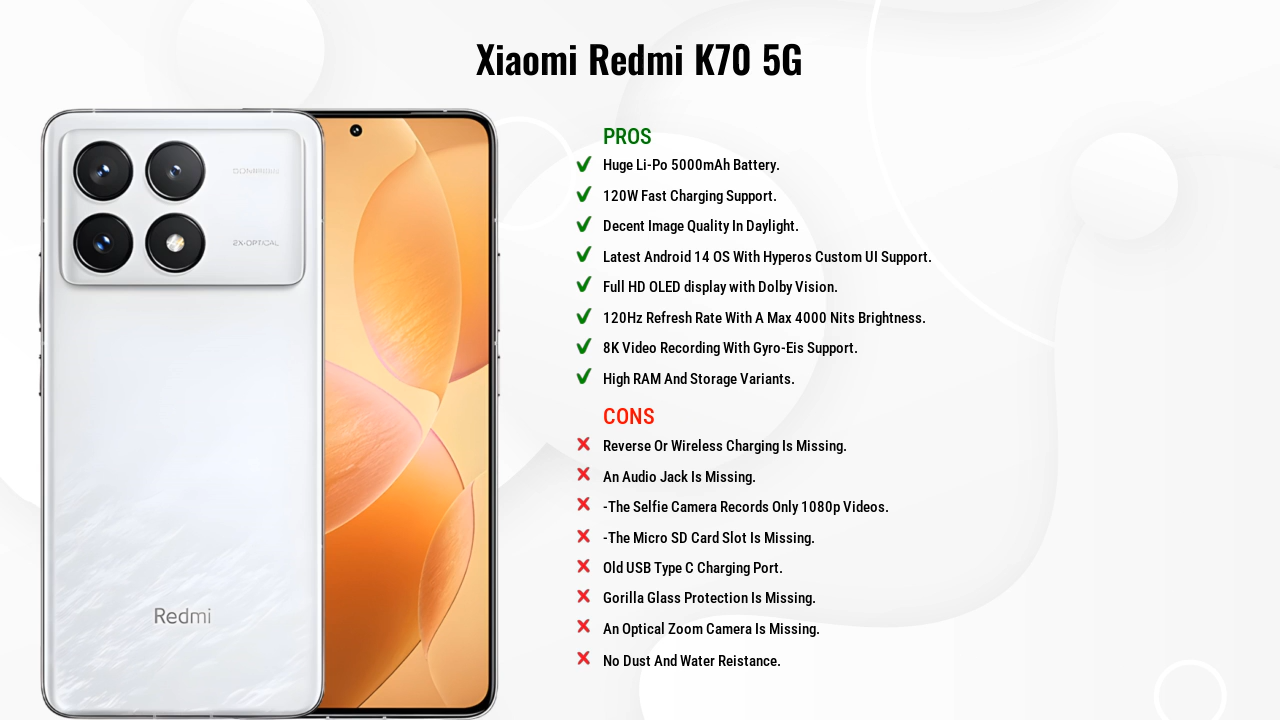 Xiaomi Redmi K70 5G
2X·OPTICAL
Redmi
PROS
Huge Li-Po 5000mAh Battery.
120W Fast Charging Support.
Decent Image Quality In Daylight.
Latest Android 14 OS With Hyperos Custom UI Support.
Full HD OLED display with Dolby Vision.
120Hz Refresh Rate With A Max 4000 Nits Brightness.
8K Video Recording With Gyro-Eis Support.
High RAM And Storage Variants.
CONS
Reverse Or Wireless Charging Is Missing.
An Audio Jack Is Missing.
-The Selfie Camera Records Only 1080p Videos.
-The Micro SD Card Slot Is Missing.
Old USB Type C Charging Port.
Gorilla Glass Protection Is Missing.
An Optical Zoom Camera Is Missing.
No Dust And Water Reistance.